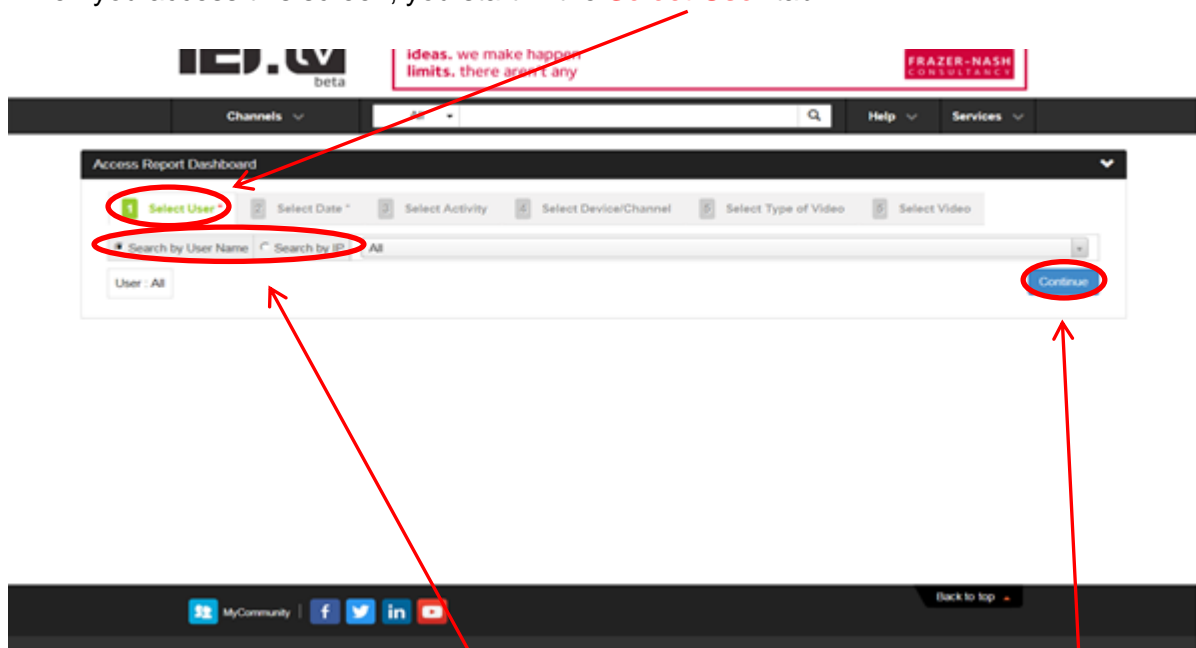 ideas. we make happen
limits. there aren't any
beta
FRAZER-NASH
CONSULTANCY
Channels
All
Help
Services
Access Report Dashboard
1 Select User * 2 Select Date * 3 Select Activity 4 Select Device/Channel 5 Select Type of Video 6 Select Video
Search by User Name Search by IP All
User : All
Continue
MyCommunity
Back to top